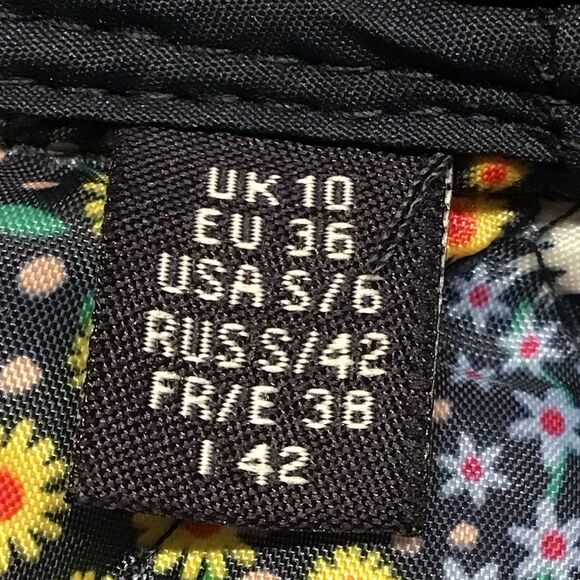 UK 10
EU 36
USA S/6
RUS S/42
FR/E 38
I 42